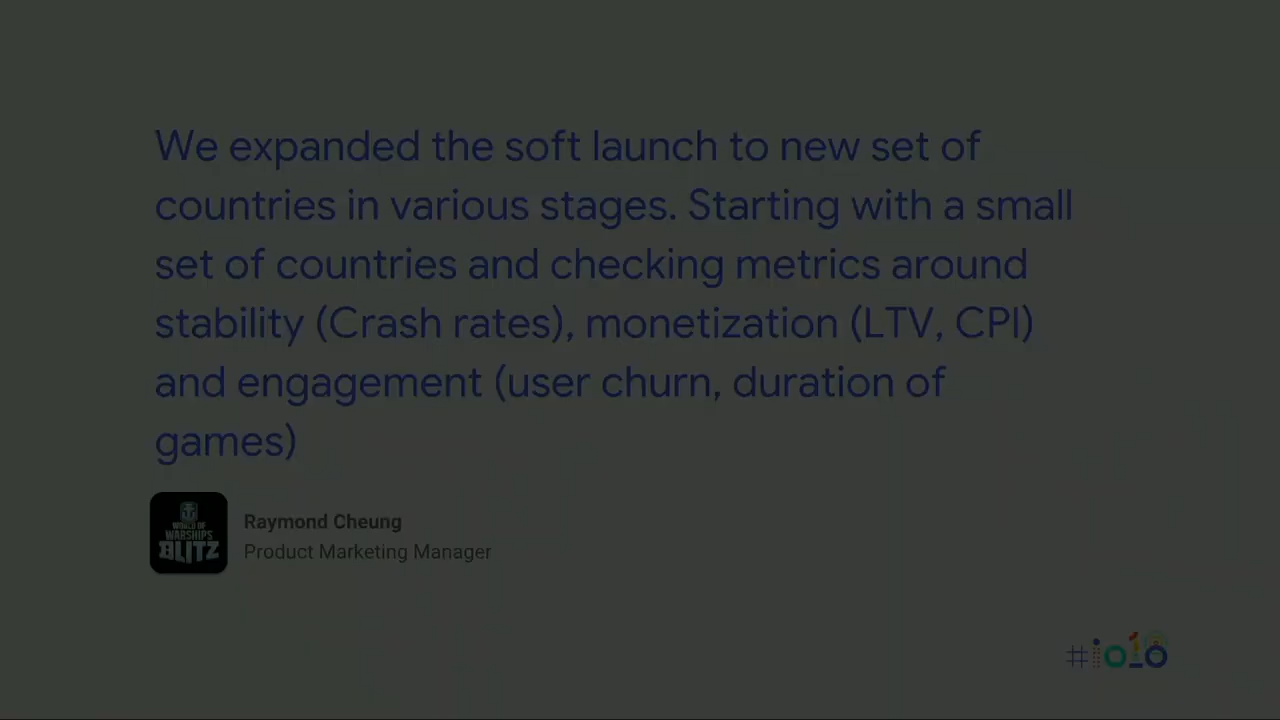 We expanded the soft launch to new set of
countries in various stages. Starting with a small
set of countries and checking metrics around
stability (Crash rates), monetization (LTV, CPI)
and engagement (user churn, duration of
games)
WORLD OF
WARSHIPS
BLITZ
Raymond Cheung
Product Marketing Manager
#io18